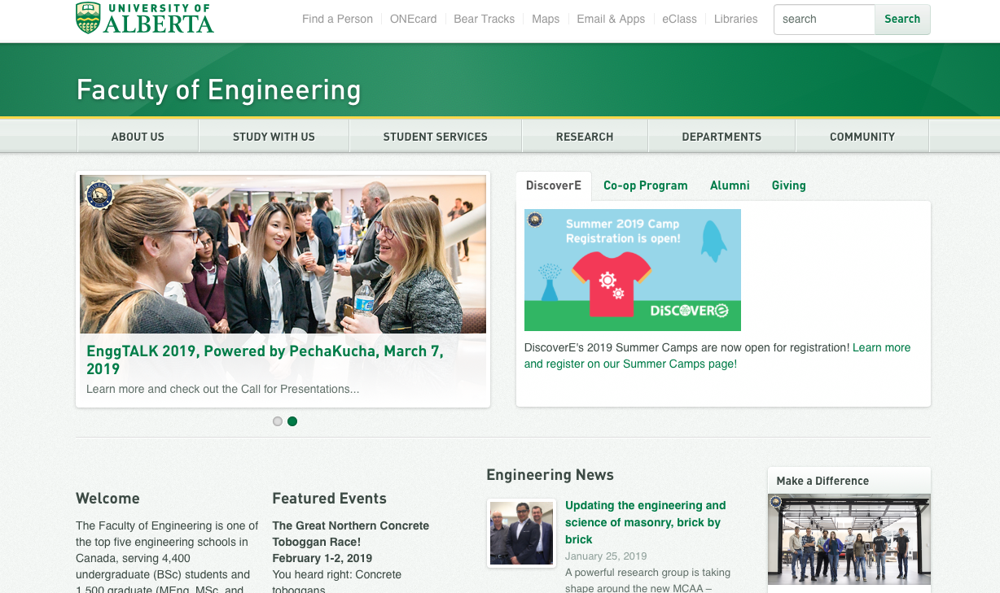 UNIVERSITY OF
ALBERTA
Find a Person
ONEcard
Bear Tracks
Maps
Email & Apps
eClass
Libraries
search
Search
Faculty of Engineering
ABOUT US
STUDY WITH US
STUDENT SERVICES
RESEARCH
DEPARTMENTS
COMMUNITY
EnggTALK 2019, Powered by PechaKucha, March 7,
2019
Learn more and check out the Call for Presentations...
DiscoverE
Co-op Program
Alumni
Giving
Summer 2019 Camp
Registration is open!
DiSCOVERE
DiscoverE's 2019 Summer Camps are now open for registration! Learn more
and register on our Summer Camps page!
Welcome
The Faculty of Engineering is one of
the top five engineering schools in
Canada, serving 4,400
undergraduate (BSc) students and
1,500 graduate (MEng, MSc, and
Featured Events
The Great Northern Concrete
Toboggan Race!
February 1-2, 2019
You heard right: Concrete
toboggans
Engineering News
Updating the engineering and
science of masonry, brick by
brick
January 25, 2019
A powerful research group is taking
shape around the new MCAA –
Make a Difference